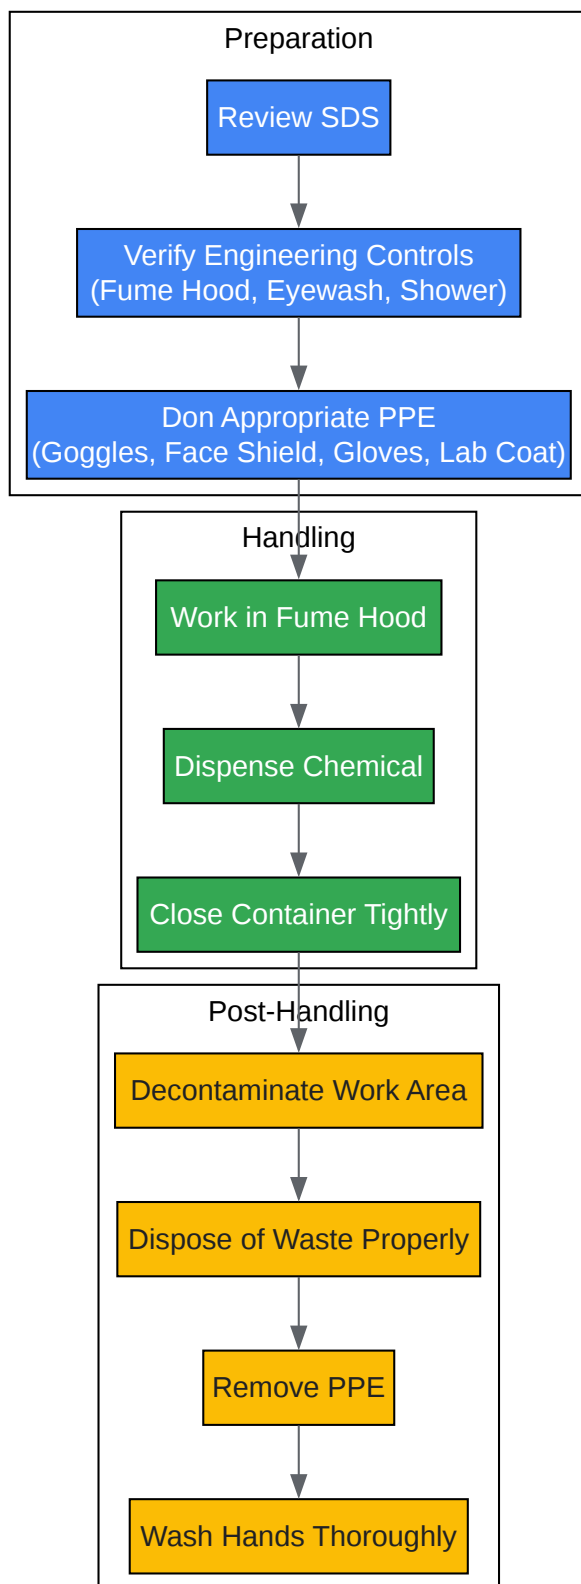 Preparation
Review SDS
Verify Engineering Controls
(Fume Hood, Eyewash, Shower)
Don Appropriate PPE
(Goggles, Face Shield, Gloves, Lab Coat)
Handling
Work in Fume Hood
Dispense Chemical
Close Container Tightly
Post-Handling
Decontaminate Work Area
Dispose of Waste Properly
Remove PPE
Wash Hands Thoroughly